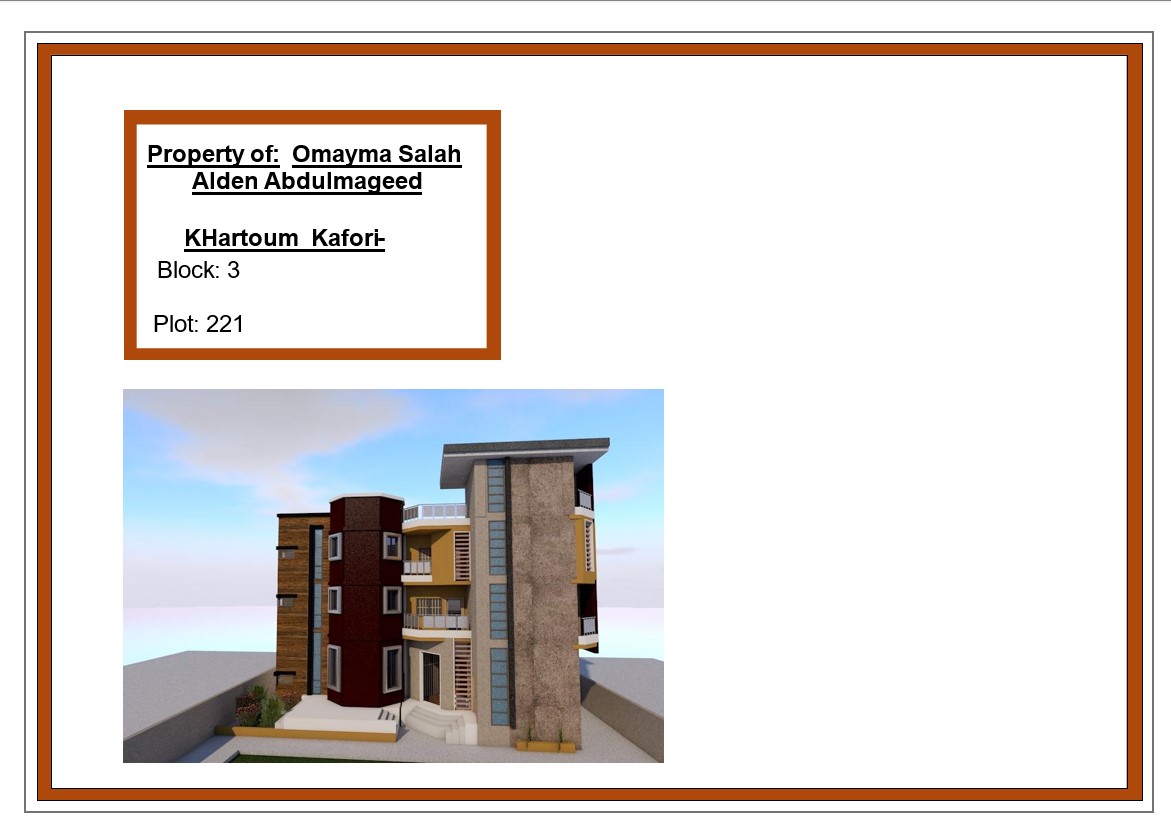 Property of:  Omayma Salah
Alden Abdulmageed
KHartoum  Kafori-
Block: 3
Plot: 221